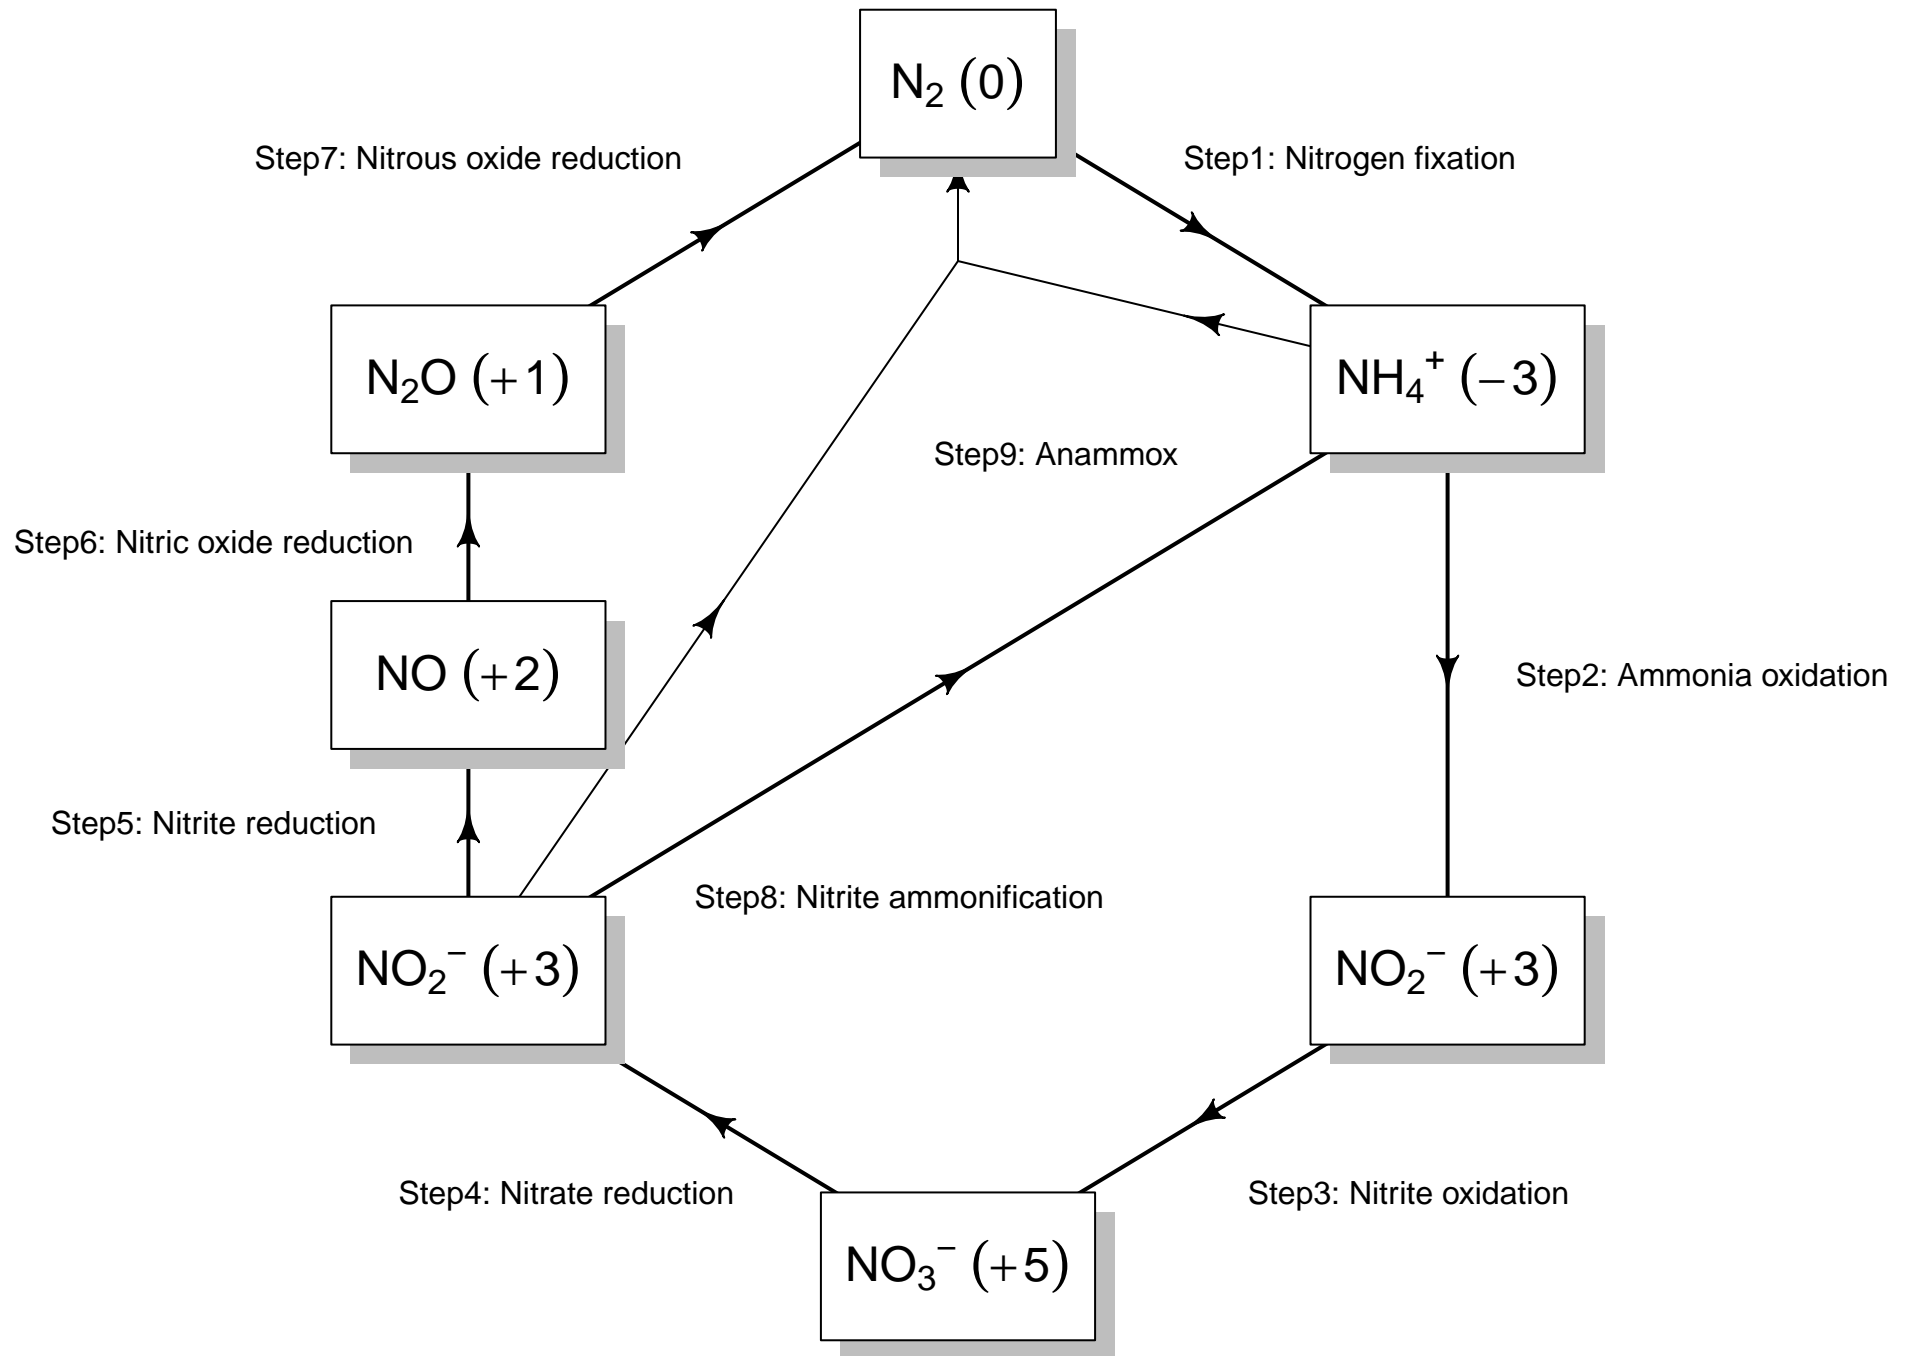 N₂ (0)
Step7: Nitrous oxide reduction
Step1: Nitrogen fixation
N₂O (+1)
NH₄⁺ (−3)
Step9: Anammox
Step6: Nitric oxide reduction
NO (+2)
Step2: Ammonia oxidation
Step5: Nitrite reduction
Step8: Nitrite ammonification
NO₂⁻ (+3)
NO₂⁻ (+3)
Step4: Nitrate reduction
Step3: Nitrite oxidation
NO₃⁻ (+5)